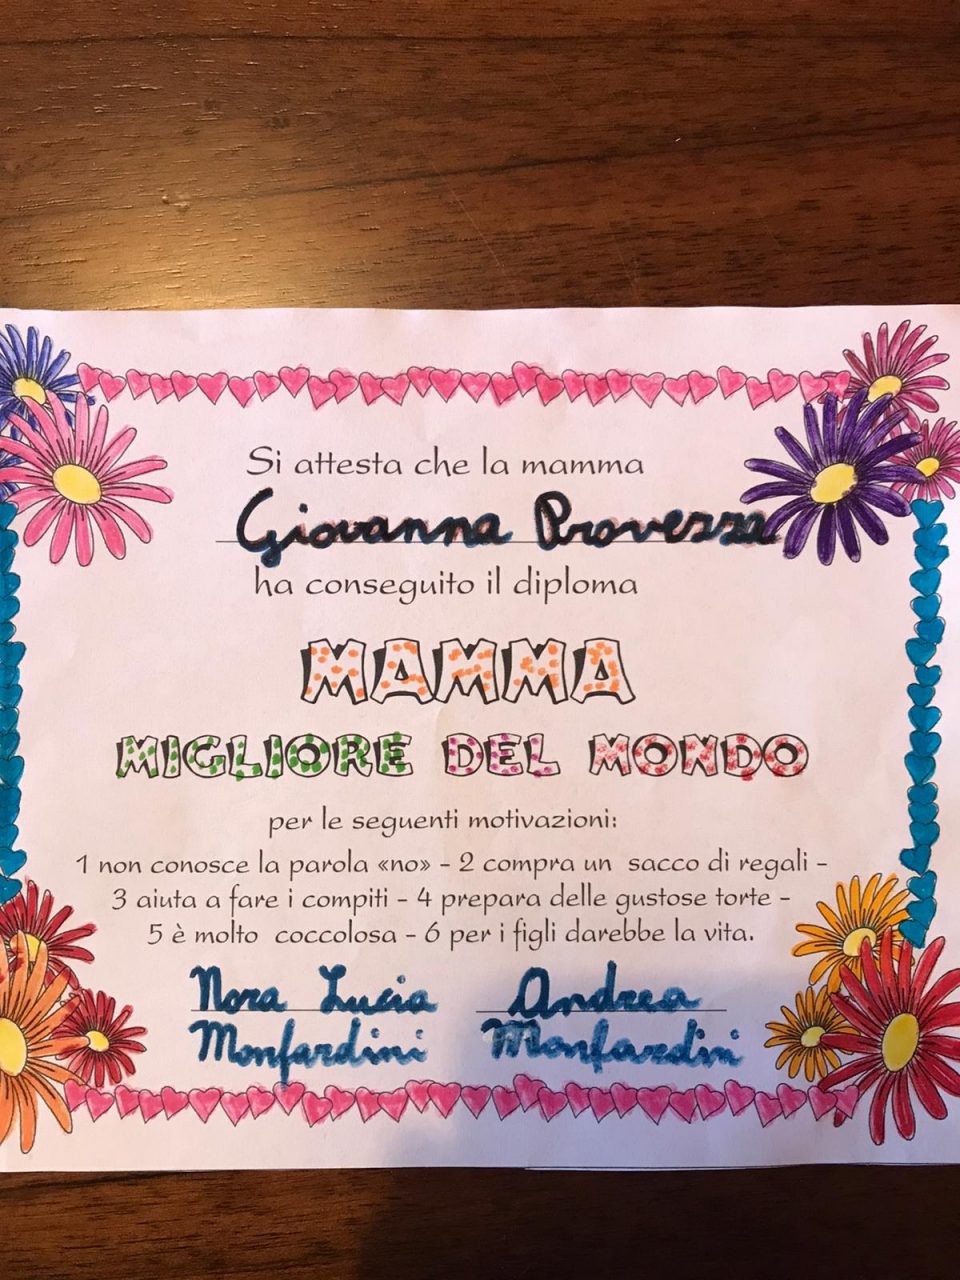 Si attesta che la mamma
Giovanna Provezza
ha conseguito il diploma
MAMMA
MIGLIORE DEL MONDO
per le seguenti motivazioni:
1 non conosce la parola «no» - 2 compra un sacco di regali -
3 aiuta a fare i compiti - 4 prepara delle gustose torte -
5 è molto coccolosa - 6 per i figli darebbe la vita.
Nora Lucia Andrea
Monfardini Monfardini